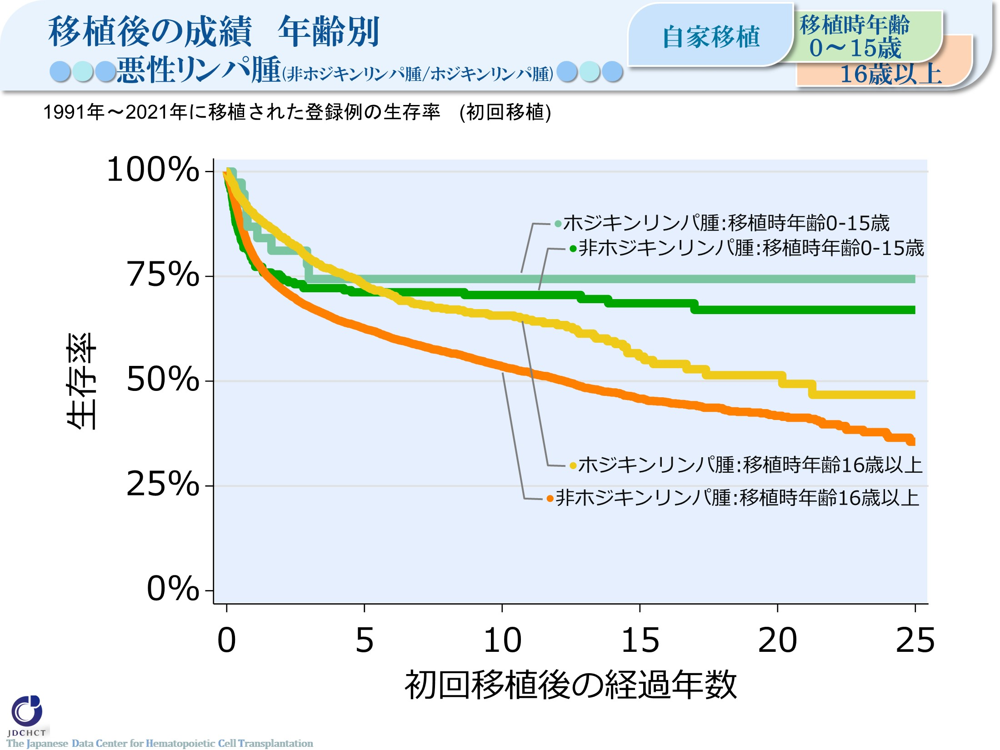 移植後の成績　年齢別
悪性リンパ腫(非ホジキンリンパ腫/ホジキンリンパ腫)
自家移植
移植時年齢
0～15歳
16歳以上
1991年～2021年に移植された登録例の生存率　(初回移植)
100%
75%
50%
25%
0%
生存率
ホジキンリンパ腫:移植時年齢0-15歳
非ホジキンリンパ腫:移植時年齢0-15歳
ホジキンリンパ腫:移植時年齢16歳以上
非ホジキンリンパ腫:移植時年齢16歳以上
0 5 10 15 20 25
初回移植後の経過年数
JDCHCT
The Japanese Data Center for Hematopoietic Cell Transplantation